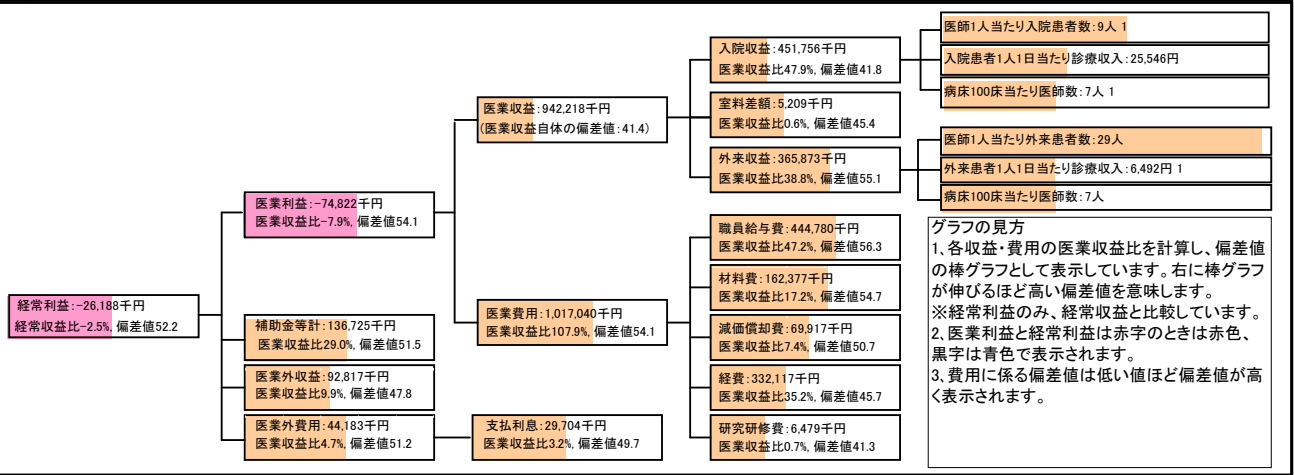 経常利益:-26,188千円
経常収益比-2.5%, 偏差値52.2
医業利益:-74,822千円
医業収益比-7.9%, 偏差値54.1
補助金等計:136,725千円
医業収益比29.0%, 偏差値51.5
医業外収益:92,817千円
医業収益比9.9%, 偏差値47.8
医業外費用:44,183千円
医業収益比4.7%, 偏差値51.2
支払利息:29,704千円
医業収益比3.2%, 偏差値49.7
医業収益:942,218千円
(医業収益自体の偏差値:41.4)
医業費用:1,017,040千円
医業収益比107.9%, 偏差値54.1
入院収益:451,756千円
医業収益比47.9%, 偏差値41.8
室料差額:5,209千円
医業収益比0.6%, 偏差値45.4
外来収益:365,873千円
医業収益比38.8%, 偏差値55.1
職員給与費:444,780千円
医業収益比47.2%, 偏差値56.3
材料費:162,377千円
医業収益比17.2%, 偏差値54.7
減価償却費:69,917千円
医業収益比7.4%, 偏差値50.7
経費:332,117千円
医業収益比35.2%, 偏差値45.7
研究研修費:6,479千円
医業収益比0.7%, 偏差値41.3
医師1人当たり入院患者数:9人 1
入院患者1人1日当たり診療収入:25,546円
病床100床当たり医師数:7人 1
医師1人当たり外来患者数:29人
外来患者1人1日当たり診療収入:6,492円 1
病床100床当たり医師数:7人
グラフの見方
1、各収益・費用の医業収益比を計算し、偏差値
の棒グラフとして表示しています。右に棒グラフ
が伸びるほど高い偏差値を意味します。
※経常利益のみ、経常収益と比較しています。
2、医業利益と経常利益は赤字のときは赤色、
黒字は青色で表示されます。
3、費用に係る偏差値は低い値ほど偏差値が高
く表示されます。